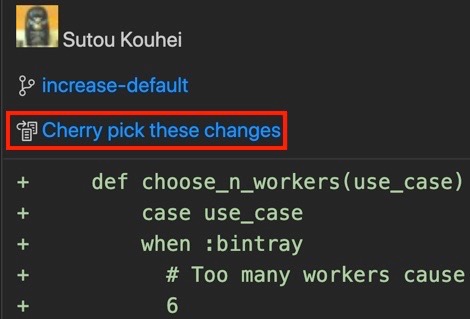 Sutou Kouhei
increase-default
Cherry pick these changes
+     def choose_n_workers(use_case)
+         case use_case
+         when :bintray
+           # Too many workers cause
+           6